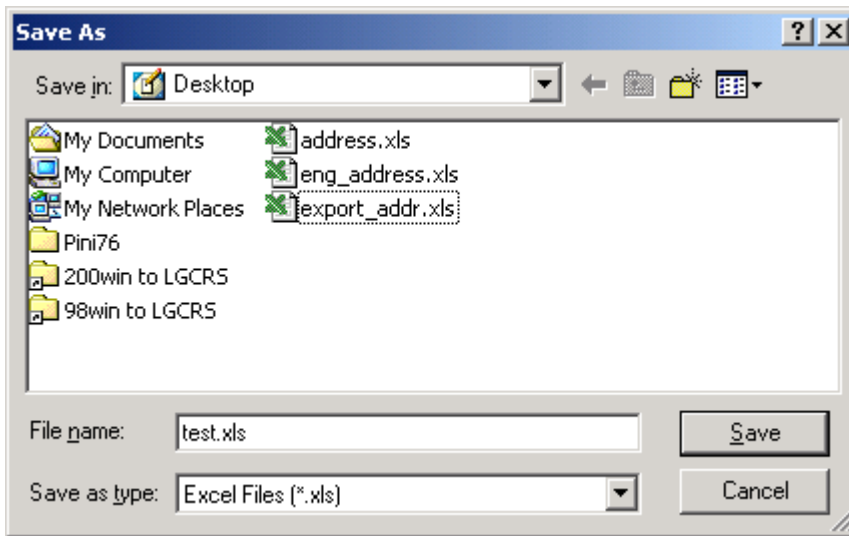 Save As
Save in: Desktop
My Documents
My Computer
My Network Places
Pini76
200win to LGCRS
98win to LGCRS
address.xls
eng_address.xls
export_addr.xls
File name: test.xls Save
Save as type: Excel Files (*.xls) Cancel